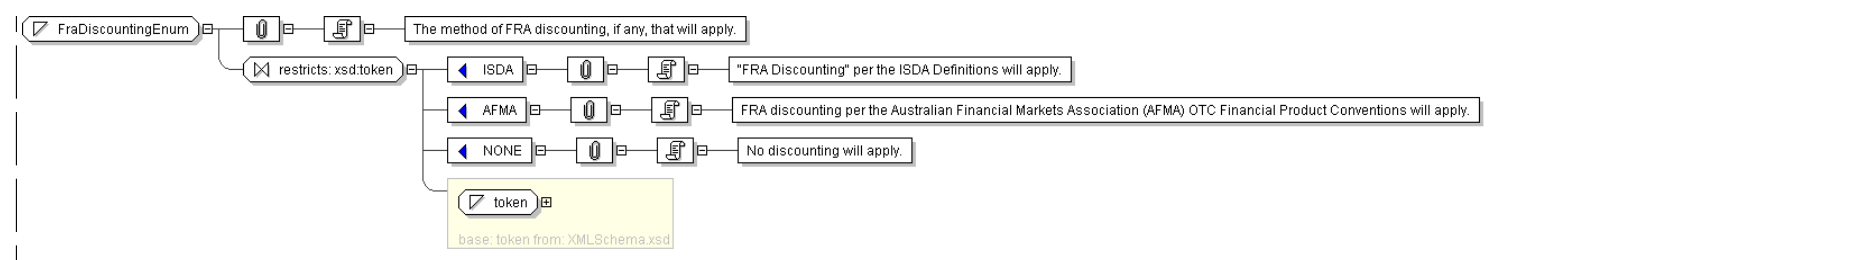 FraDiscountingEnum The method of FRA discounting, if any, that will apply.
restricts: xsd:token ISDA "FRA Discounting" per the ISDA Definitions will apply.
AFMA FRA discounting per the Australian Financial Markets Association (AFMA) OTC Financial Product Conventions will apply.
NONE No discounting will apply.
token
base: token from: XMLSchema.xsd